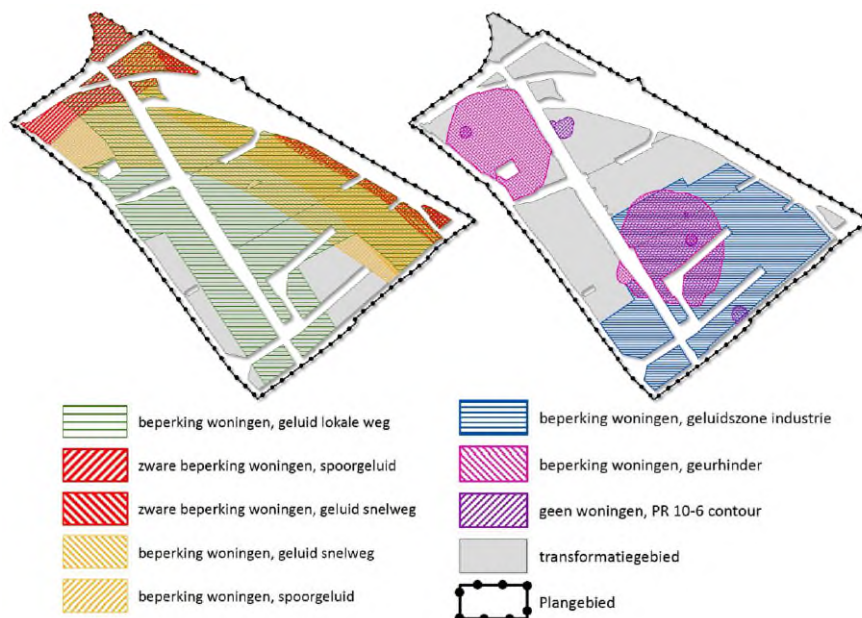 beperking woningen, geluid lokale weg
zware beperking woningen, spoorgeluid
zware beperking woningen, geluid snelweg
beperking woningen, geluid snelweg
beperking woningen, spoorgeluid
beperking woningen, geluidszone industrie
beperking woningen, geurhinder
geen woningen, PR 10-6 contour
transformatiegebied
Plangebied